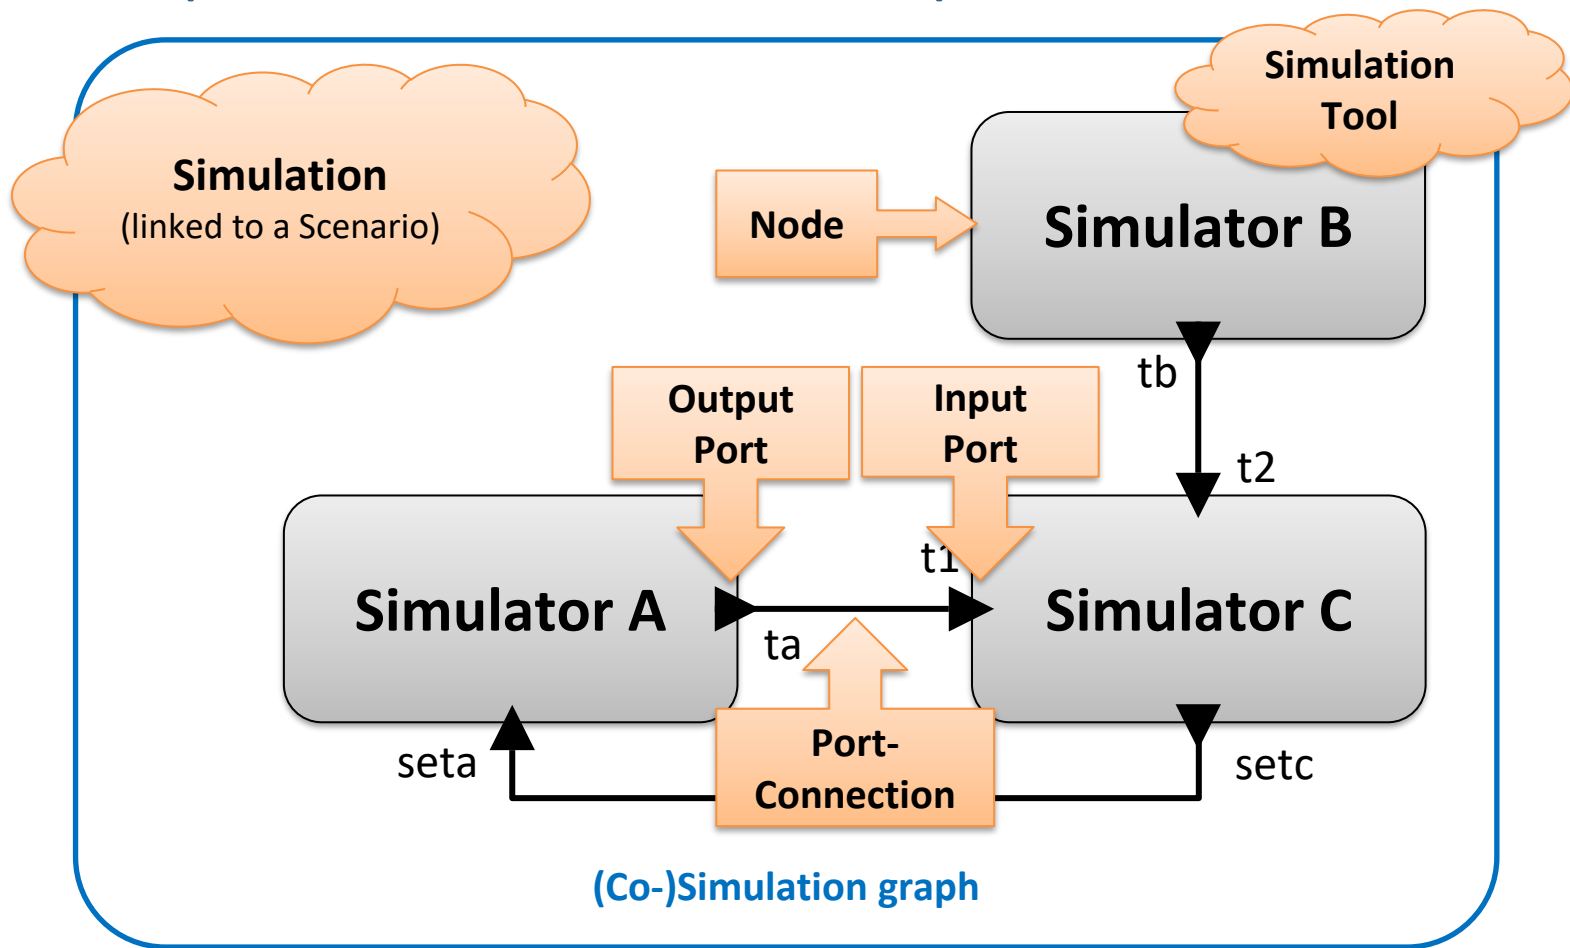 Simulation
Tool
Simulation
(linked to a Scenario)
Node
Simulator B
tb
Output
Port
Input
Port
t2
t1
Simulator A
Simulator C
ta
seta
Port-
Connection
setc
(Co-)Simulation graph